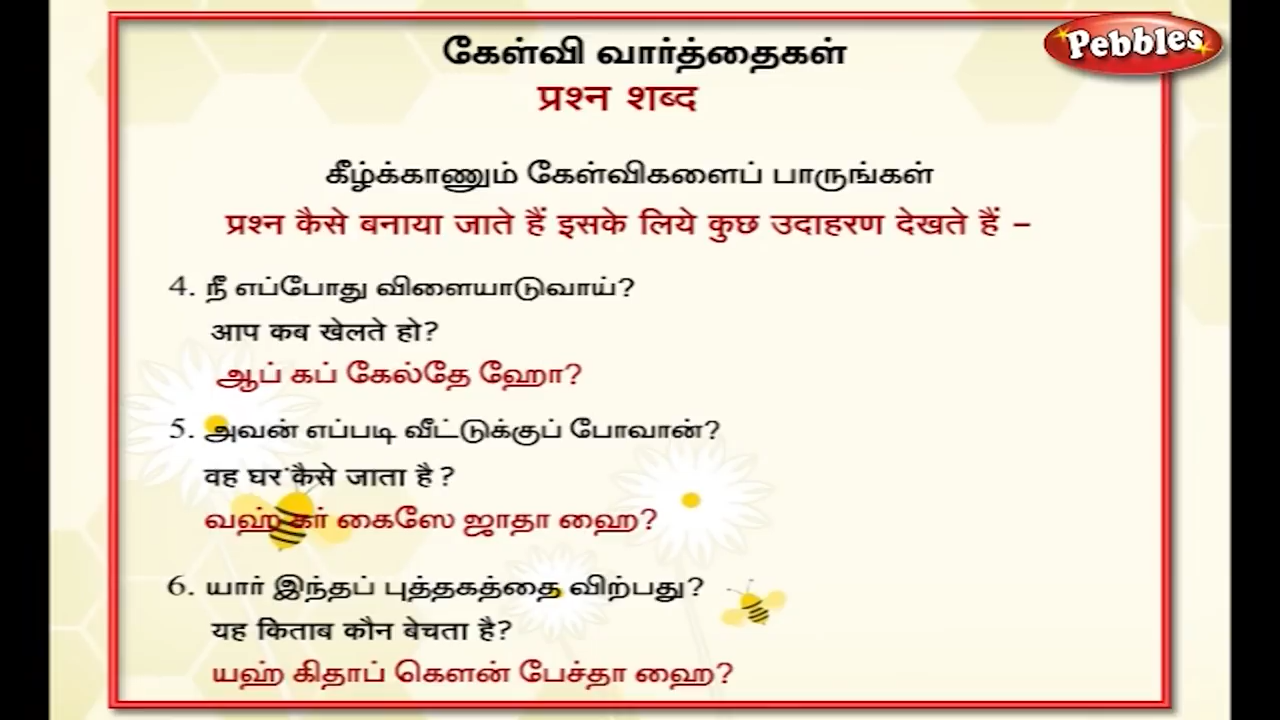 Pebbles
கேள்வி வார்த்தைகள்
प्रश्न शब्द
கீழ்க்காணும் கேள்விகளைப் பாருங்கள்
प्रश्न कैसे बनाया जाते हैं इसके लिये कुछ उदाहरण देखते हैं –
4. நீ எப்போது விளையாடுவாய்?
आप कब खेलते हो?
ஆப் கப் கேல்தே ஹோ?
5. அவன் எப்படி வீட்டுக்குப் போவான்?
वह घर कैसे जाता है?
வஹ் கர் கைஸே ஜாதா ஹை?
6. யார் இந்தப் புத்தகத்தை விற்பது?
यह किताब कौन बेचता है?
யஹ் கிதாப் கௌன் பேச்தா ஹை?